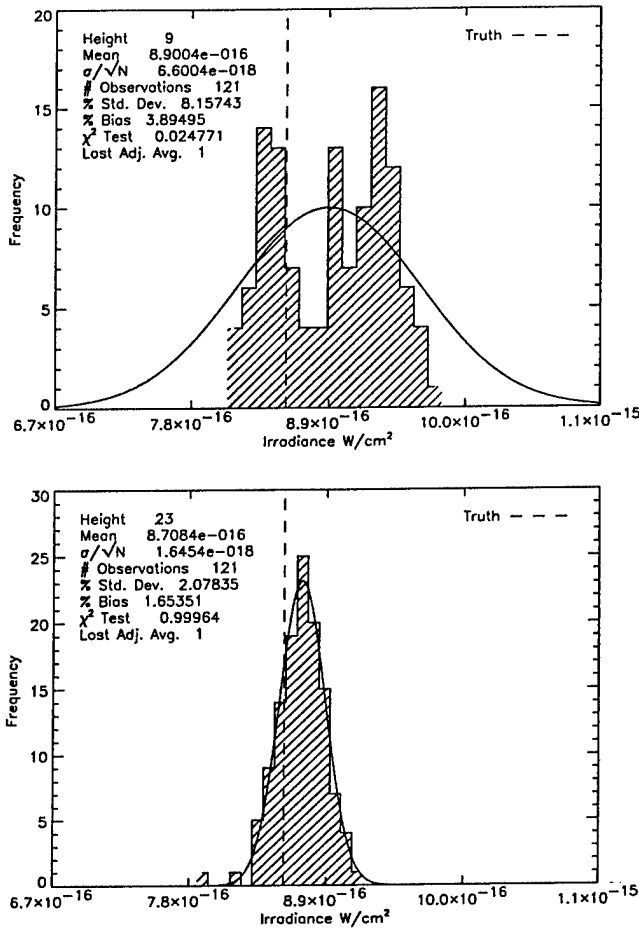 20
15
10
5
0
Frequency
Height 9
Mean 8.9004e−016
σ/√N 6.6004e−018
# Observations 121
% Std. Dev. 8.15743
% Bias 3.89495
χ² Test 0.024771
Lost Adj. Avg. 1
Truth
6.7×10⁻¹⁶ 7.8×10⁻¹⁶ 8.9×10⁻¹⁶ 10.0×10⁻¹⁶ 1.1×10⁻¹⁵
Irradiance W/cm²
30
25
20
15
10
5
0
Frequency
Height 23
Mean 8.7084e−016
σ/√N 1.6454e−018
# Observations 121
% Std. Dev. 2.07835
% Bias 1.65351
χ² Test 0.99964
Lost Adj. Avg. 1
Truth
6.7×10⁻¹⁶ 7.8×10⁻¹⁶ 8.9×10⁻¹⁶ 10.0×10⁻¹⁶ 1.1×10⁻¹⁵
Irradiance W/cm²